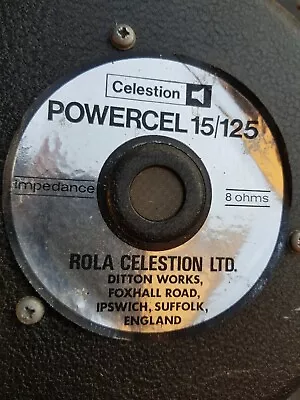 Celestion
POWERCEL 15/125
impedance
8 ohms
ROLA CELESTION LTD.
DITTON WORKS,
FOXHALL ROAD,
IPSWICH, SUFFOLK,
ENGLAND